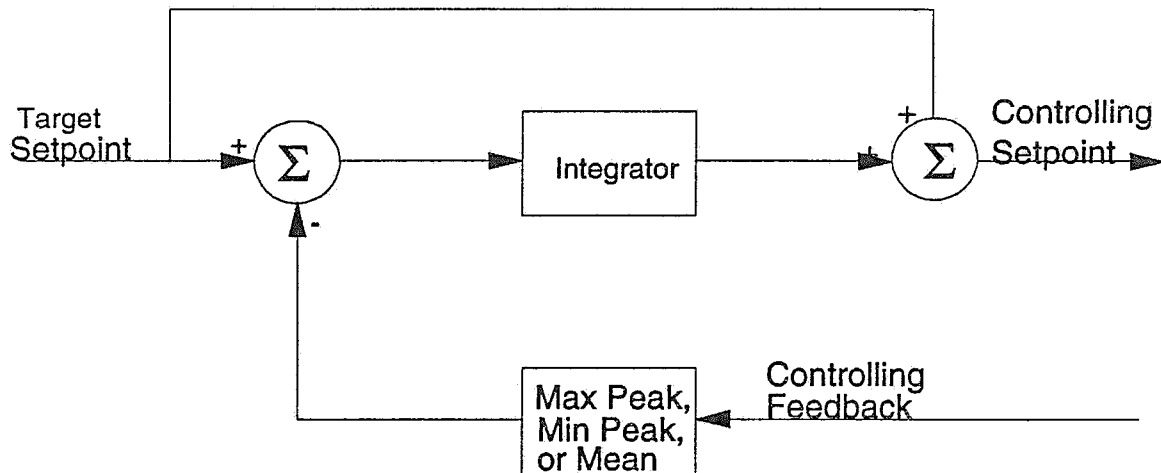 Target
Setpoint
+
Σ
-
Integrator
+
+
Σ
Controlling
Setpoint
Max Peak,
Min Peak,
or Mean
Controlling
Feedback